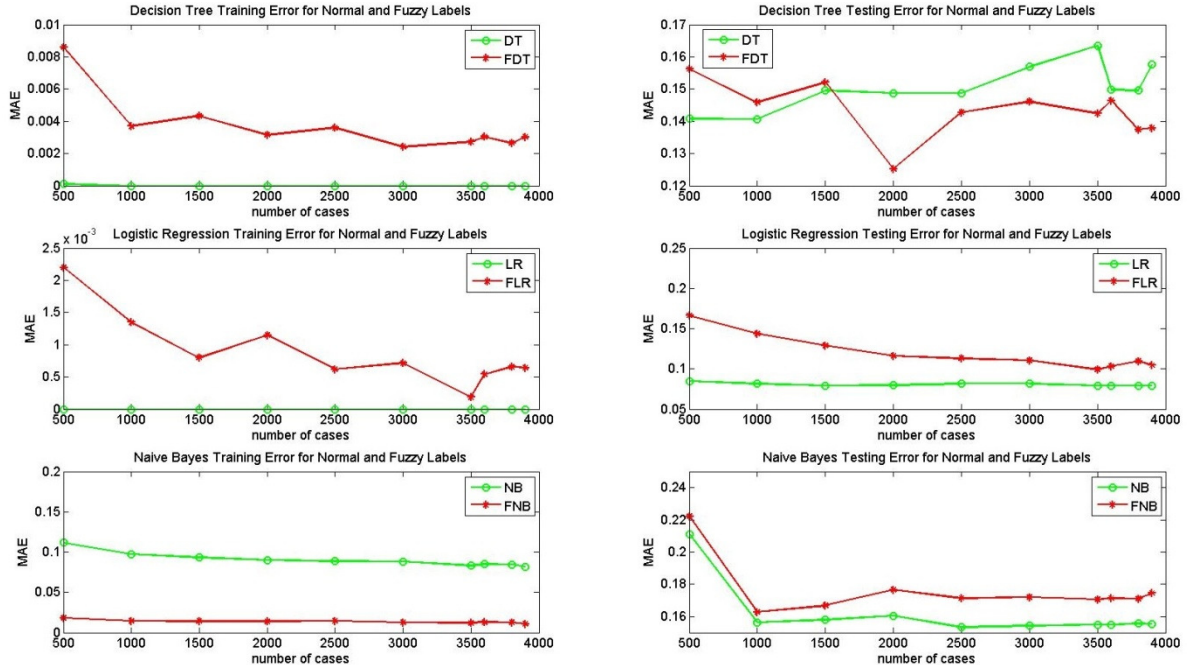 Decision Tree Training Error for Normal and Fuzzy Labels
0.01
0.008
0.006
0.004
0.002
0
MAE
DT
FDT
500 1000 1500 2000 2500 3000 3500 4000
number of cases
Decision Tree Testing Error for Normal and Fuzzy Labels
0.17
0.16
0.15
0.14
0.13
0.12
MAE
DT
FDT
500 1000 1500 2000 2500 3000 3500 4000
number of cases
Logistic Regression Training Error for Normal and Fuzzy Labels
x 10⁻³
2.5
2
1.5
1
0.5
0
MAE
LR
FLR
500 1000 1500 2000 2500 3000 3500 4000
number of cases
Logistic Regression Testing Error for Normal and Fuzzy Labels
0.25
0.2
0.15
0.1
0.05
MAE
LR
FLR
500 1000 1500 2000 2500 3000 3500 4000
number of cases
Naive Bayes Training Error for Normal and Fuzzy Labels
0.2
0.15
0.1
0.05
0
MAE
NB
FNB
500 1000 1500 2000 2500 3000 3500 4000
number of cases
Naive Bayes Testing Error for Normal and Fuzzy Labels
0.24
0.22
0.2
0.18
0.16
MAE
NB
FNB
500 1000 1500 2000 2500 3000 3500 4000
number of cases